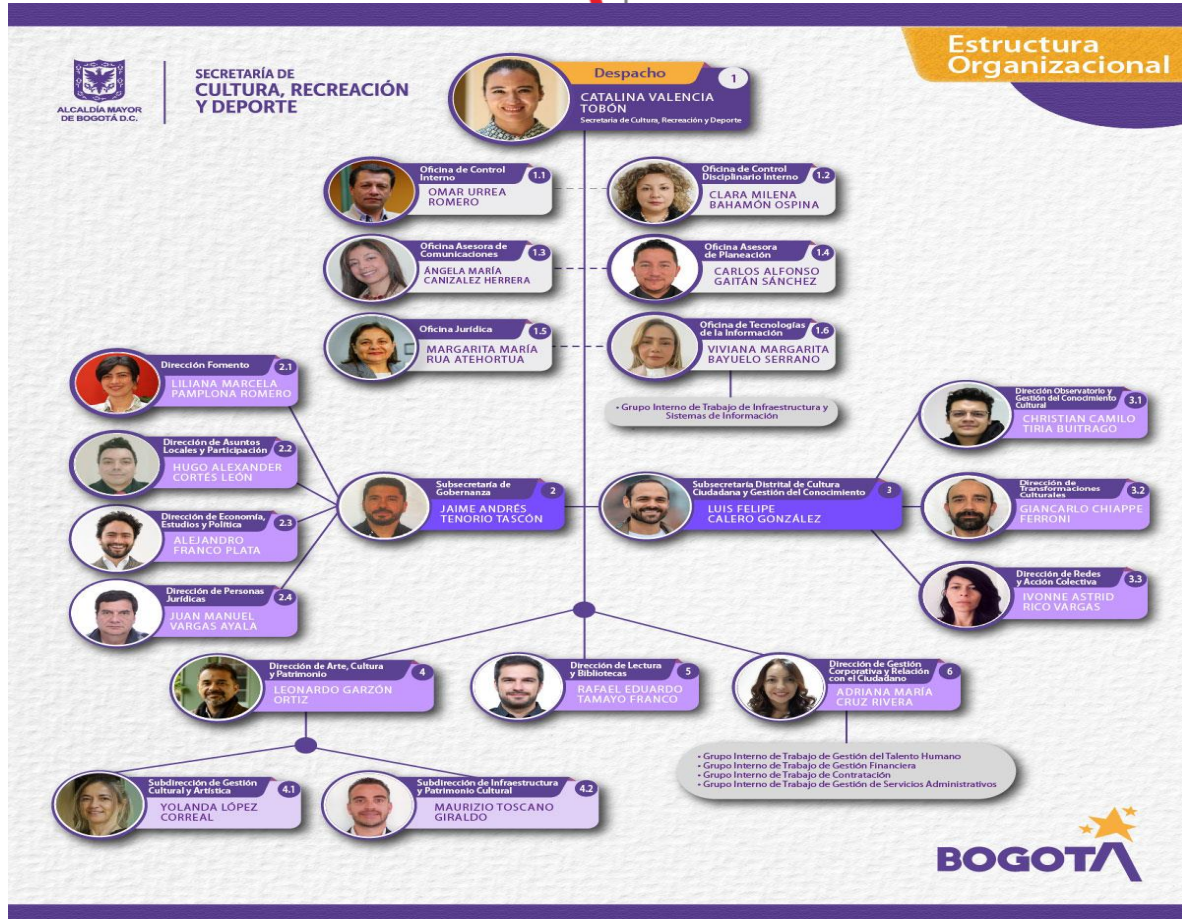 Estructura
Organizacional
ALCALDÍA MAYOR
DE BOGOTÁ D.C.
SECRETARÍA DE
CULTURA, RECREACIÓN
Y DEPORTE
Despacho
1
CATALINA VALENCIA
TOBÓN
Secretaria de Cultura, Recreación y Deporte
Oficina de Control
Interno
1.1
OMAR URREA
ROMERO
Oficina de Control
Disciplinario Interno
1.2
CLARA MILENA
BAHAMÓN OSPINA
Oficina Asesora de
Comunicaciones
1.3
ÁNGELA MARÍA
CANIZALEZ HERRERA
Oficina Asesora
de Planeación
1.4
CARLOS ALFONSO
GAITÁN SÁNCHEZ
Oficina Jurídica
1.5
MARGARITA MARÍA
RUA ATEHORTUA
Oficina de Tecnologías
de la Información
1.6
VIVIANA MARGARITA
BAYUELO SERRANO
• Grupo Interno de Trabajo de Infraestructura y
Sistemas de Información
Dirección Fomento
2.1
LILIANA MARCELA
PAMPLONA ROMERO
Dirección de Asuntos
Locales y Participación
2.2
HUGO ALEXANDER
CORTÉS LEÓN
Dirección de Economía,
Estudios y Política
2.3
ALEJANDRO
FRANCO PLATA
Dirección de Personas
Jurídicas
2.4
JUAN MANUEL
VARGAS AYALA
Subsecretaría de
Gobernanza
2
JAIME ANDRÉS
TENORIO TASCÓN
Subsecretaría Distrital de Cultura
Ciudadana y Gestión del Conocimiento
3
LUIS FELIPE
CALERO GONZÁLEZ
Dirección Observatorio y
Gestión del Conocimiento
Cultural
3.1
CHRISTIAN CAMILO
TIRIA BUITRAGO
Dirección de
Transformaciones
Culturales
3.2
GIANCARLO CHIAPPE
FERRONI
Dirección de Redes
y Acción Colectiva
3.3
IVONNE ASTRID
RICO VARGAS
Dirección de Arte, Cultura
y Patrimonio
4
LEONARDO GARZÓN
ORTIZ
Dirección de Lectura
y Bibliotecas
5
RAFAEL EDUARDO
TAMAYO FRANCO
Dirección de Gestión
Corporativa y Relación
con el Ciudadano
6
ADRIANA MARÍA
CRUZ RIVERA
• Grupo Interno de Trabajo de Gestión del Talento Humano
• Grupo Interno de Trabajo de Gestión Financiera
• Grupo Interno de Trabajo de Contratación
• Grupo Interno de Trabajo de Gestión de Servicios Administrativos
Subdirección de Gestión
Cultural y Artística
4.1
YOLANDA LÓPEZ
CORREAL
Subdirección de Infraestructura
y Patrimonio Cultural
4.2
MAURIZIO TOSCANO
GIRALDO
BOGOTÁ